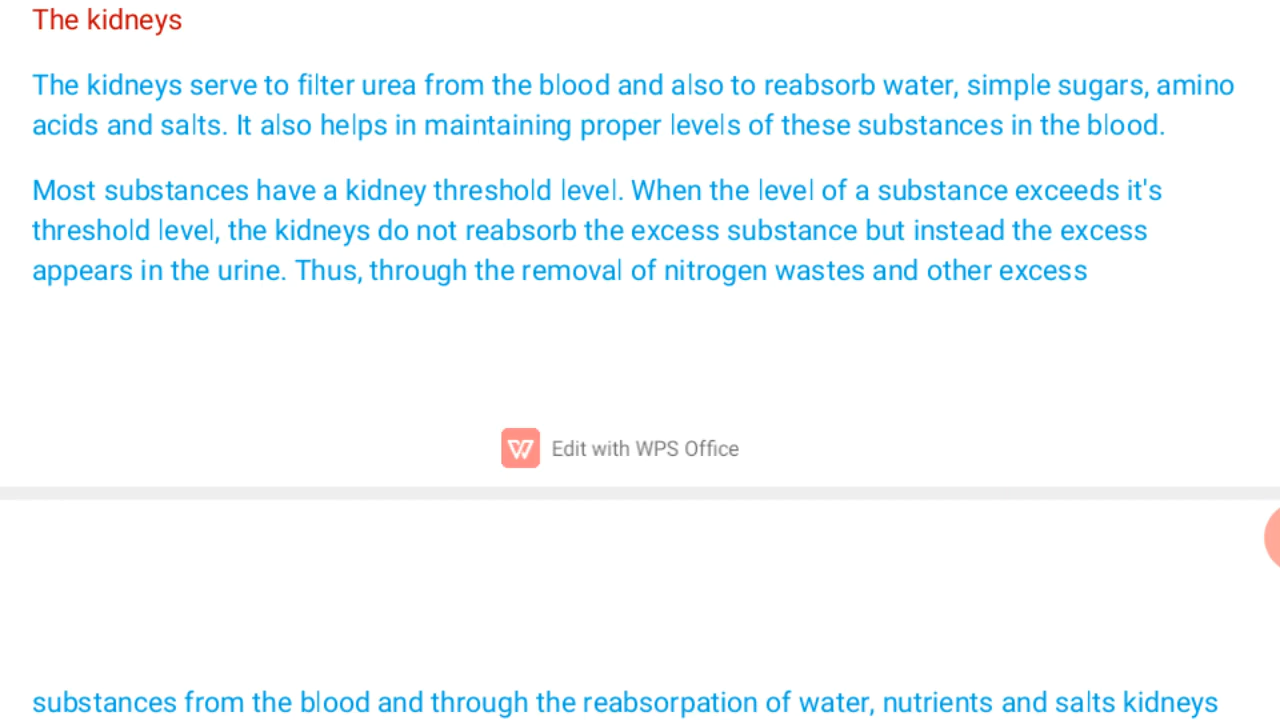 The kidneys
The kidneys serve to filter urea from the blood and also to reabsorb water, simple sugars, amino
acids and salts. It also helps in maintaining proper levels of these substances in the blood.
Most substances have a kidney threshold level. When the level of a substance exceeds it's
threshold level, the kidneys do not reabsorb the excess substance but instead the excess
appears in the urine. Thus, through the removal of nitrogen wastes and other excess
Edit with WPS Office
substances from the blood and through the reabsorpation of water, nutrients and salts kidneys